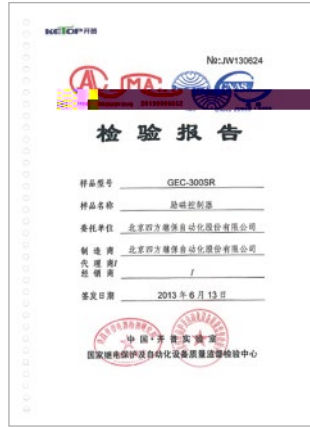 KETOP开普
№:JW130624
MA
CNAS
检验报告
样品型号 GEC-300SR
样品名称 励磁控制器
委托单位 北京四方继保自动化股份有限公司
制造商 北京四方继保自动化股份有限公司
代理商/
经销商 /
签发日期 2013年6月13日
中国·开普实验室
国家继电保护及自动化设备质量监督检验中心